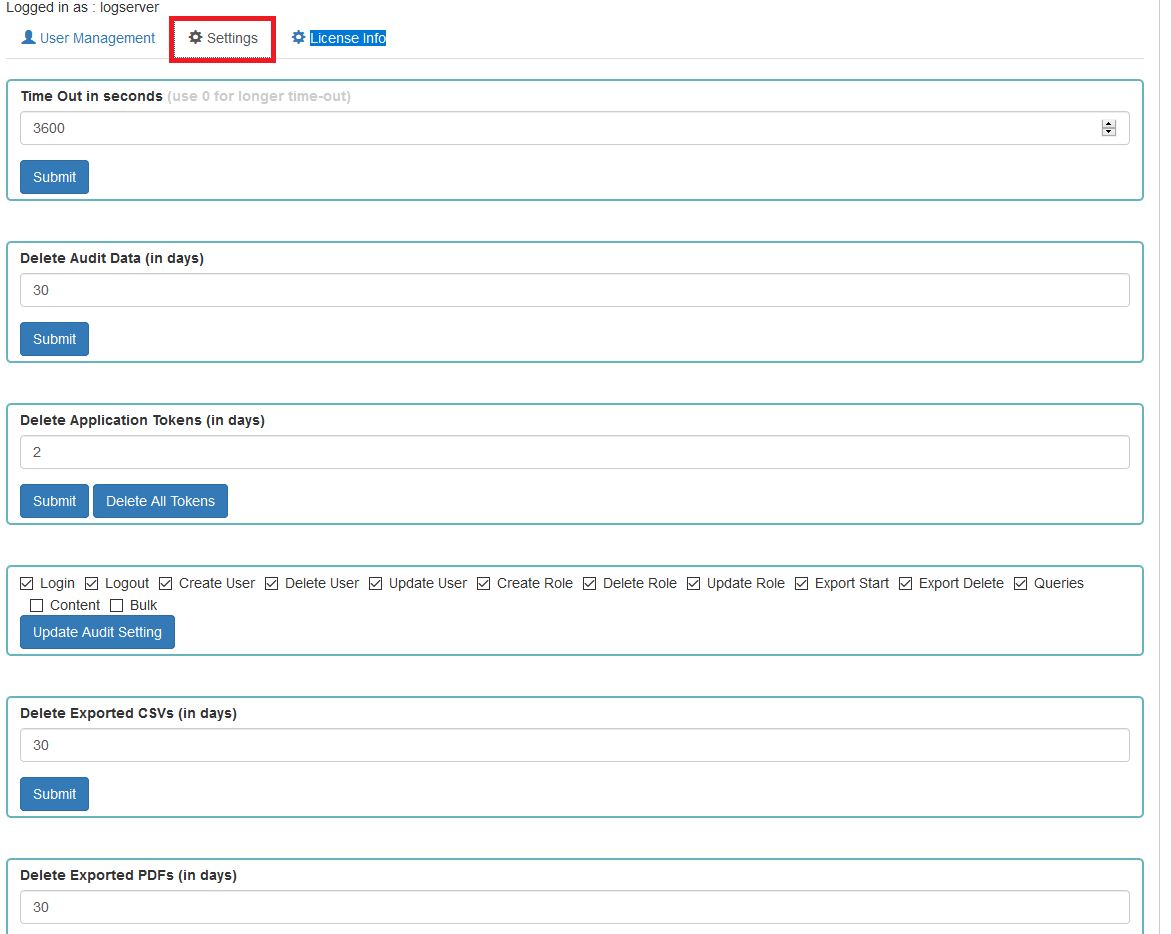 Logged in as : logserver
User Management Settings License Info
Time Out in seconds (use 0 for longer time-out)
3600
Submit
Delete Audit Data (in days)
30
Submit
Delete Application Tokens (in days)
2
Submit Delete All Tokens
Login Logout Create User Delete User Update User Create Role Delete Role Update Role Export Start Export Delete Queries
Content Bulk
Update Audit Setting
Delete Exported CSVs (in days)
30
Submit
Delete Exported PDFs (in days)
30